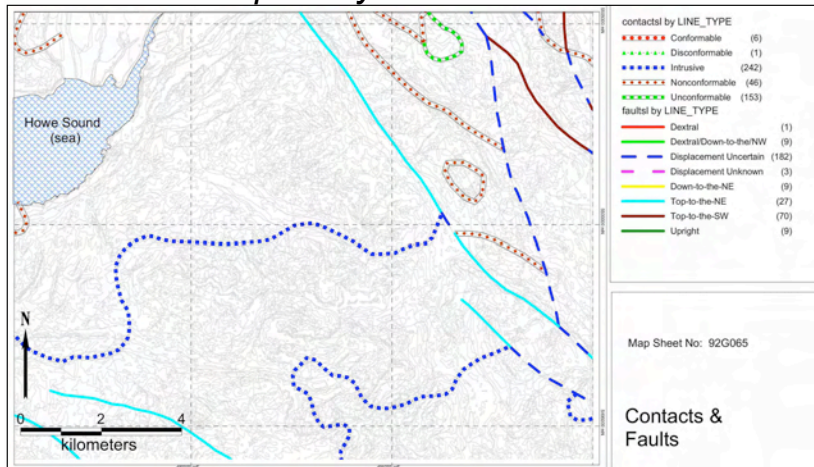 Howe Sound
(sea)
N
0 2 4
kilometers
contactsl by LINE_TYPE
Conformable (6)
Disconformable (1)
Intrusive (242)
Nonconformable (46)
Unconformable (153)
faultsl by LINE_TYPE
Dextral (1)
Dextral/Down-to-the/NW (9)
Displacement Uncertain (182)
Displacement Unknown (3)
Down-to-the-NE (9)
Top-to-the-NE (27)
Top-to-the-SW (70)
Upright (9)
Map Sheet No: 92G065
Contacts &
Faults